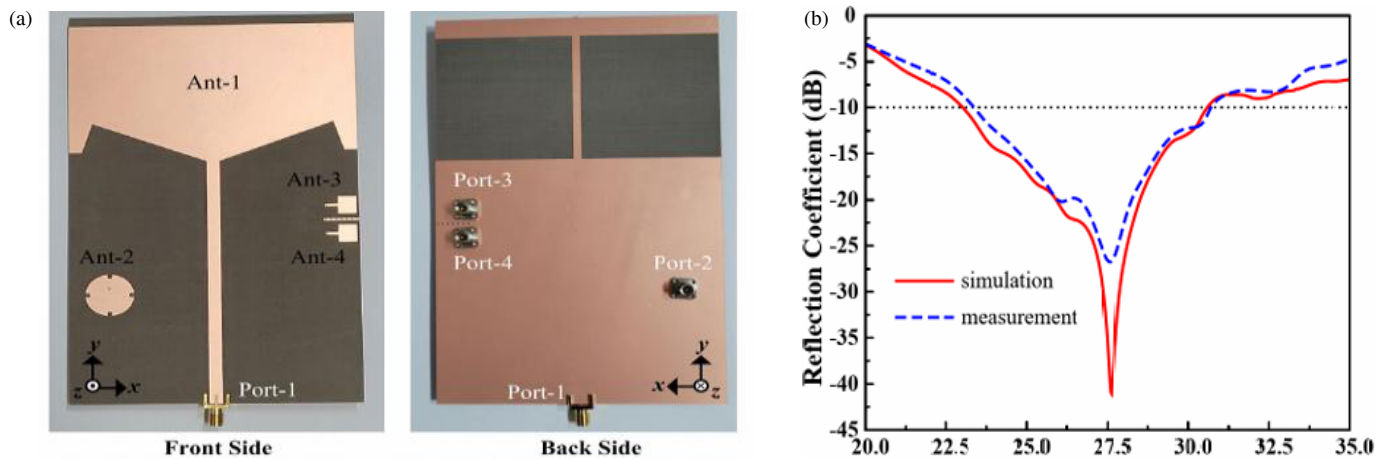 (a)
Ant-1
Ant-2
Ant-3
Ant-4
Port-1
y
z
x
Front Side
Port-3
Port-4
Port-2
Port-1
y
x
z
Back Side
(b)
Reflection Coefficient (dB)
0
-5
-10
-15
-20
-25
-30
-35
-40
-45
simulation
measurement
20.0 22.5 25.0 27.5 30.0 32.5 35.0